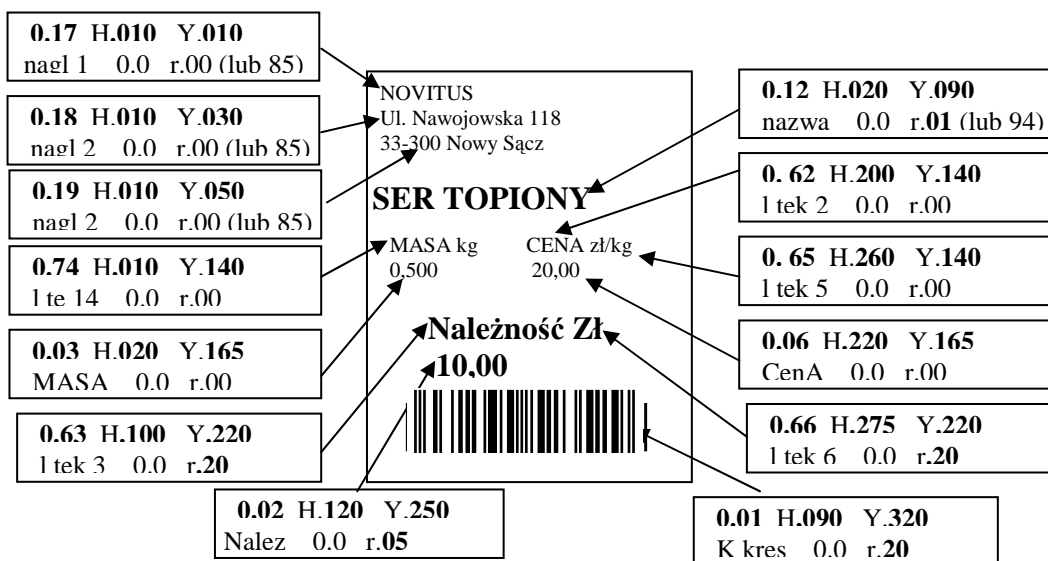 0.17 H.010 Y.010
nagl 1 0.0 r.00 (lub 85)
0.18 H.010 Y.030
nagl 2 0.0 r.00 (lub 85)
0.19 H.010 Y.050
nagl 2 0.0 r.00 (lub 85)
0.74 H.010 Y.140
l te 14 0.0 r.00
0.03 H.020 Y.165
MASA 0.0 r.00
0.63 H.100 Y.220
l tek 3 0.0 r.20
0.02 H.120 Y.250
Nalez 0.0 r.05
NOVITUS
Ul. Nawojowska 118
33-300 Nowy Sącz
SER TOPIONY
MASA kg CENA zł/kg
0,500 20,00
Należność Zł
10,00
0.12 H.020 Y.090
nazwa 0.0 r.01 (lub 94)
0. 62 H.200 Y.140
l tek 2 0.0 r.00
0. 65 H.260 Y.140
l tek 5 0.0 r.00
0.06 H.220 Y.165
CenA 0.0 r.00
0.66 H.275 Y.220
l tek 6 0.0 r.20
0.01 H.090 Y.320
K kres 0.0 r.20